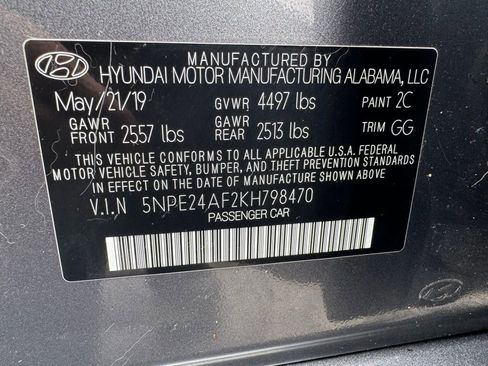 MANUFACTURED BY
HYUNDAI MOTOR MANUFACTURING ALABAMA, LLC
May/21/19 GVWR 4497 lbs PAINT 2C
GAWR FRONT 2557 lbs GAWR REAR 2513 lbs TRIM GG
THIS VEHICLE CONFORMS TO ALL APPLICABLE U.S.A. FEDERAL
MOTOR VEHICLE SAFETY, BUMPER, AND THEFT PREVENTION STANDARDS
IN EFFECT ON THE DATE OF MANUFACTURE SHOWN ABOVE.
V.I.N 5NPE24AF2KH798470
PASSENGER CAR